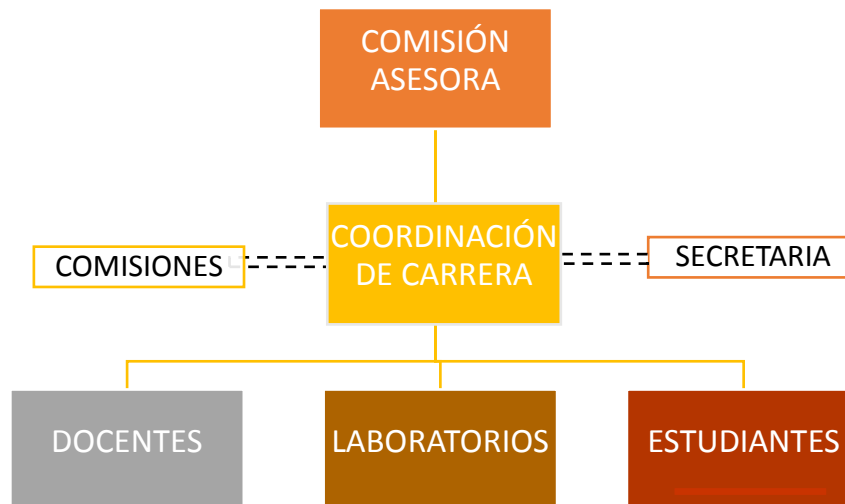 COMISIÓN
ASESORA
COORDINACIÓN
DE CARRERA
COMISIONES
SECRETARIA
DOCENTES
LABORATORIOS
ESTUDIANTES